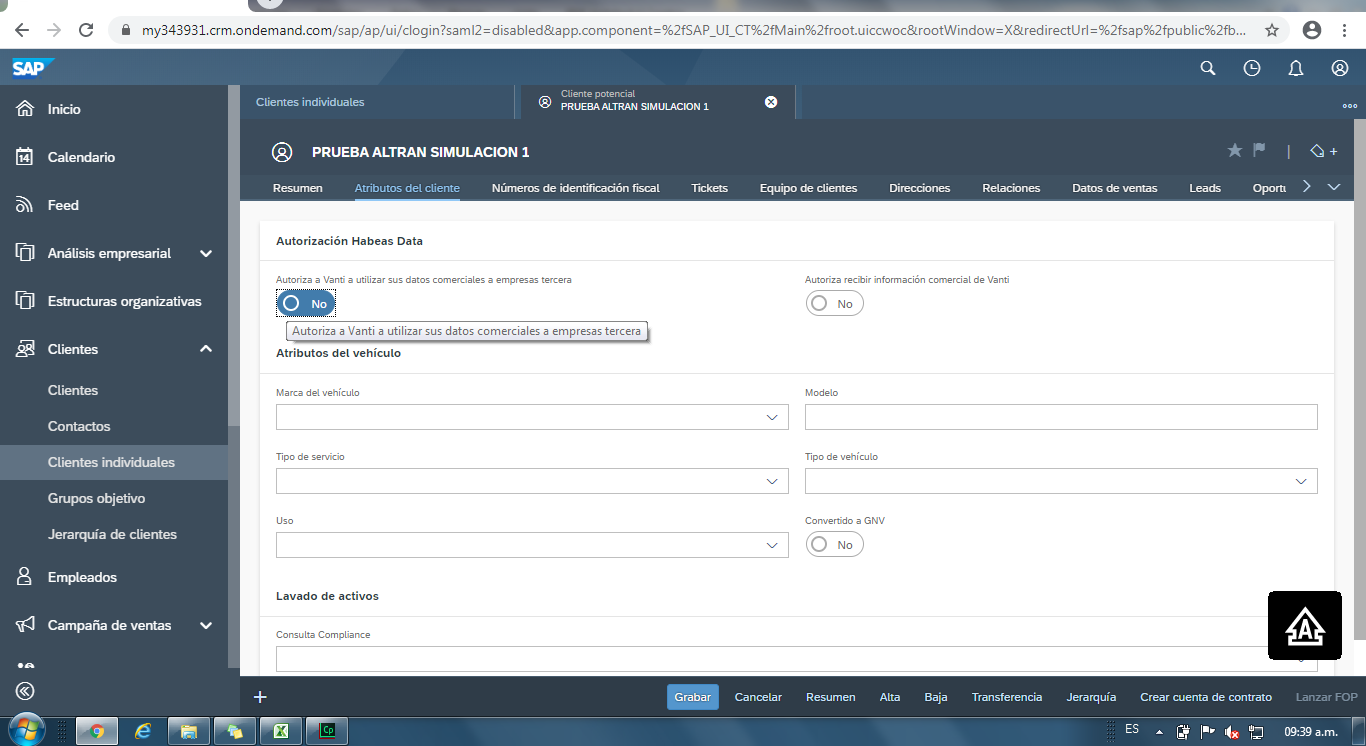 my343931.crm.ondemand.com/sap/ap/ui/clogin?saml2=disabled&app.component=%2fSAP_UI_CT%2fMain%2froot.uiccwoc&rootWindow=X&redirectUrl=%2fsap%2fpublic%2fb...
SAP
Inicio
14
Calendario
Feed
Análisis empresarial
Estructuras organizativas
Clientes
Clientes
Contactos
Clientes individuales
Grupos objetivo
Jerarquía de clientes
Empleados
Campaña de ventas
Clientes individuales
Cliente potencial
PRUEBA ALTRAN SIMULACION 1
PRUEBA ALTRAN SIMULACION 1
Resumen Atributos del cliente Números de identificación fiscal Tickets Equipo de clientes Direcciones Relaciones Datos de ventas Leads Oportu
Autorización Habeas Data
Autoriza a Vanti a utilizar sus datos comerciales a empresas tercera Autoriza recibir información comercial de Vanti
No No
Autoriza a Vanti a utilizar sus datos comerciales a empresas tercera
Atributos del vehículo
Marca del vehículo Modelo
Tipo de servicio Tipo de vehículo
Uso Convertido a GNV
No
Lavado de activos
A
Consulta Compliance
+ Grabar Cancelar Resumen Alta Baja Transferencia Jerarquía Crear cuenta de contrato Lanzar FOP
Cp ES 09:39 a.m.